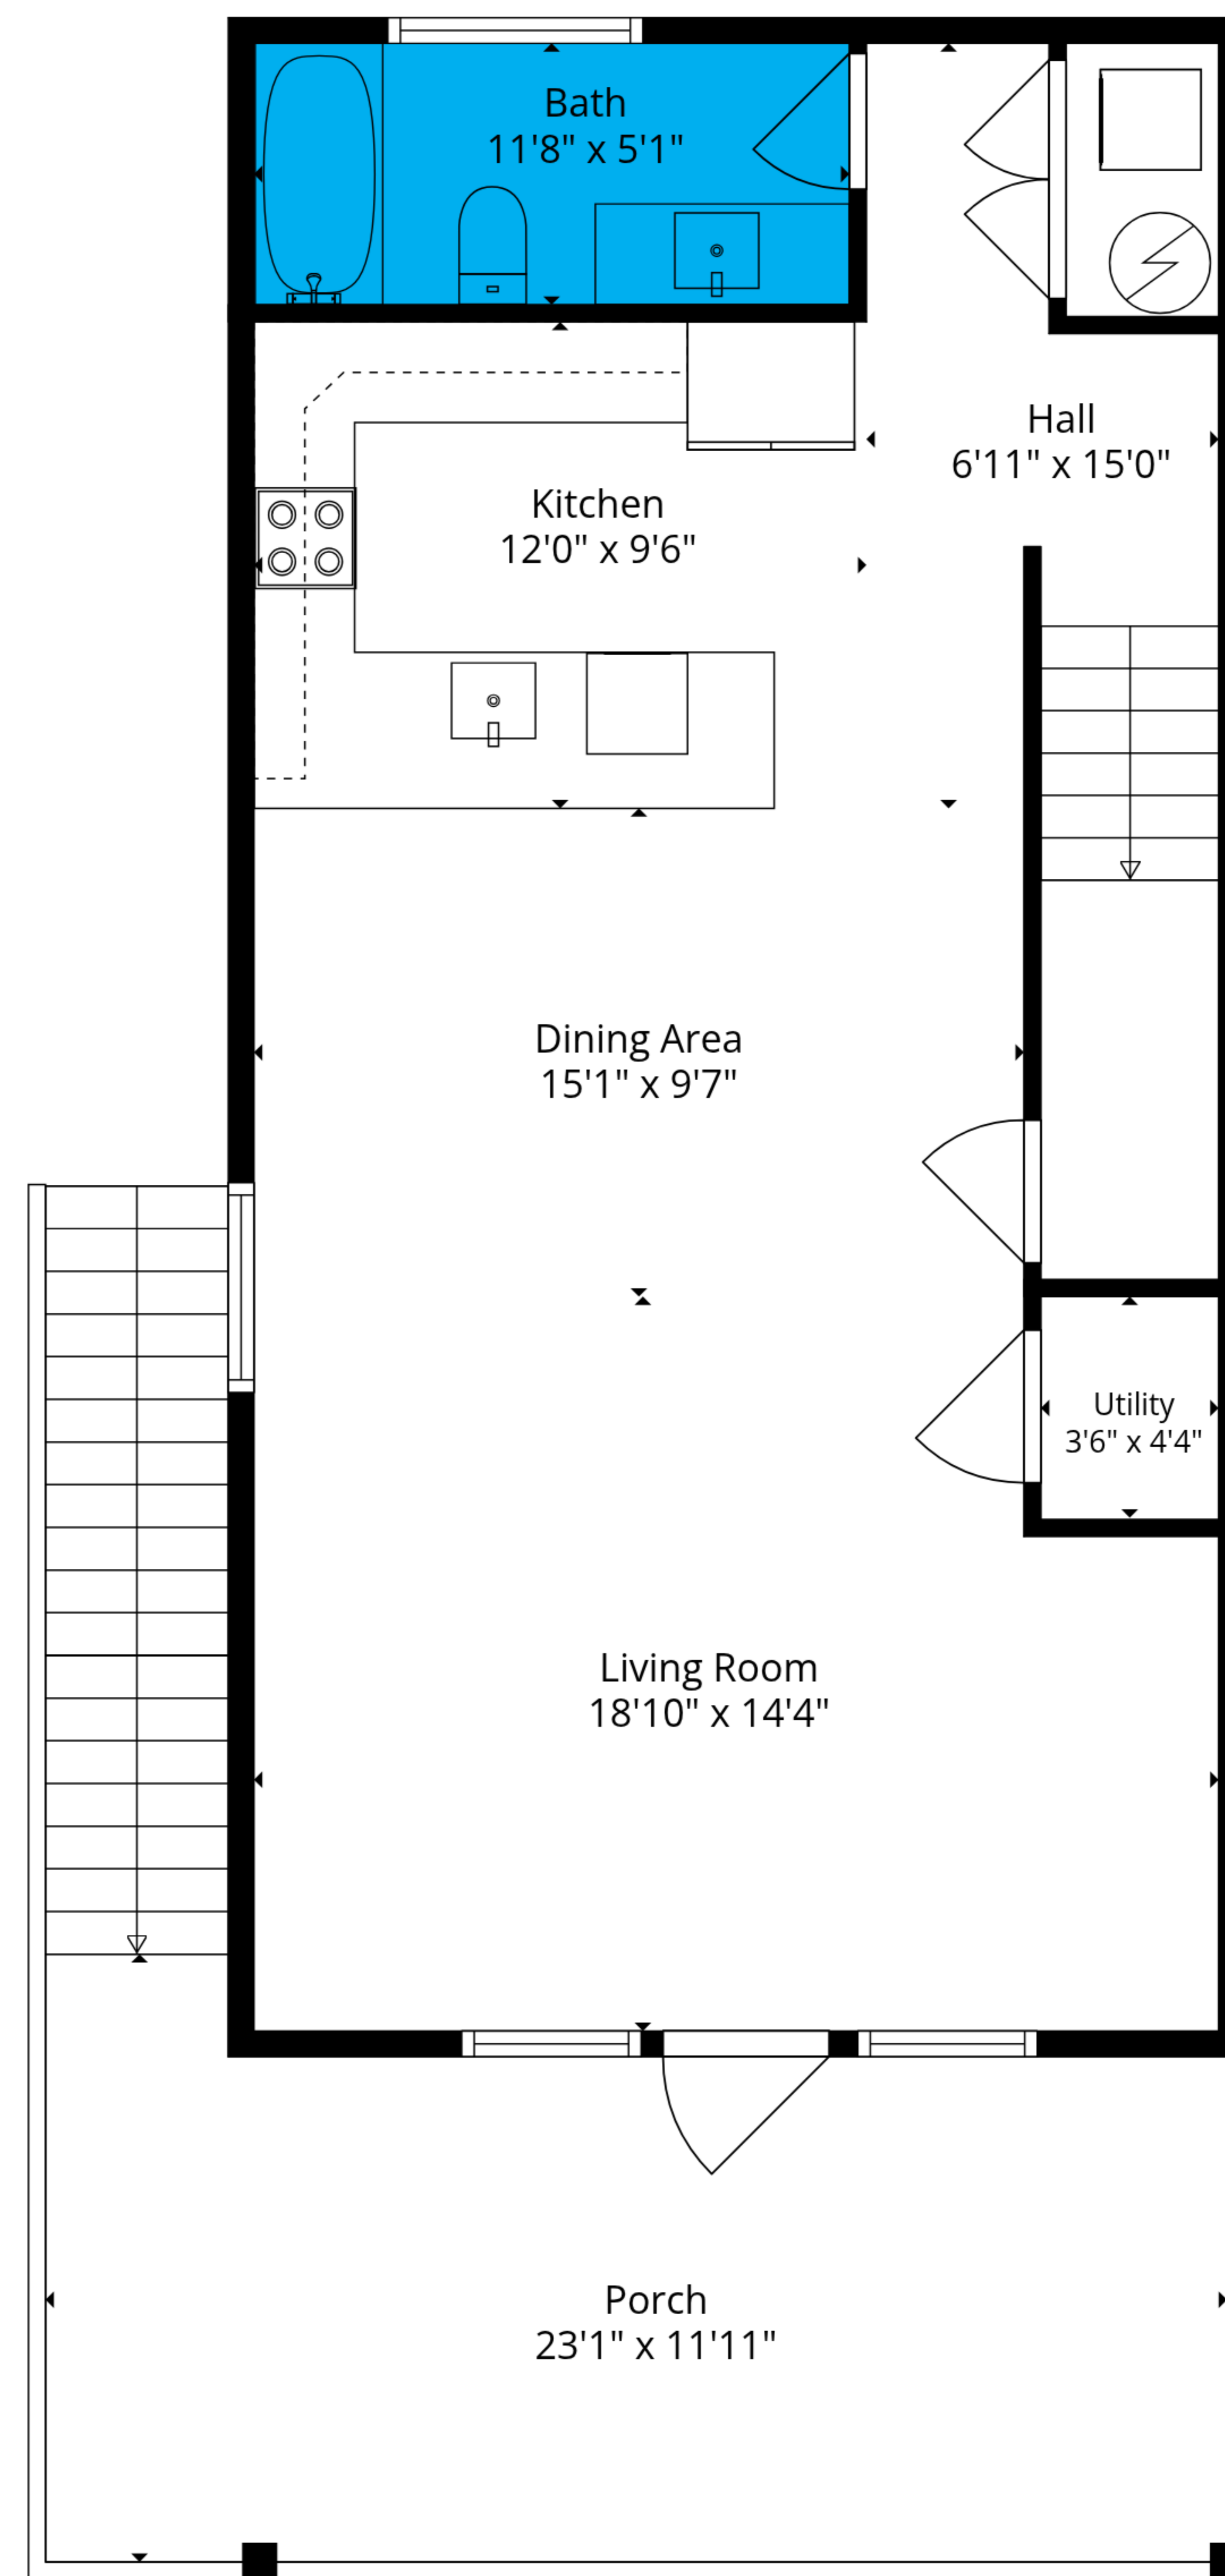 Bath
11'8" x 5'1"
Hall
6'11" x 15'0"
Kitchen
12'0" x 9'6"
Dining Area
15'1" x 9'7"
Utility
3'6" x 4'4"
Living Room
18'10" x 14'4"
Porch
23'1" x 11'11"